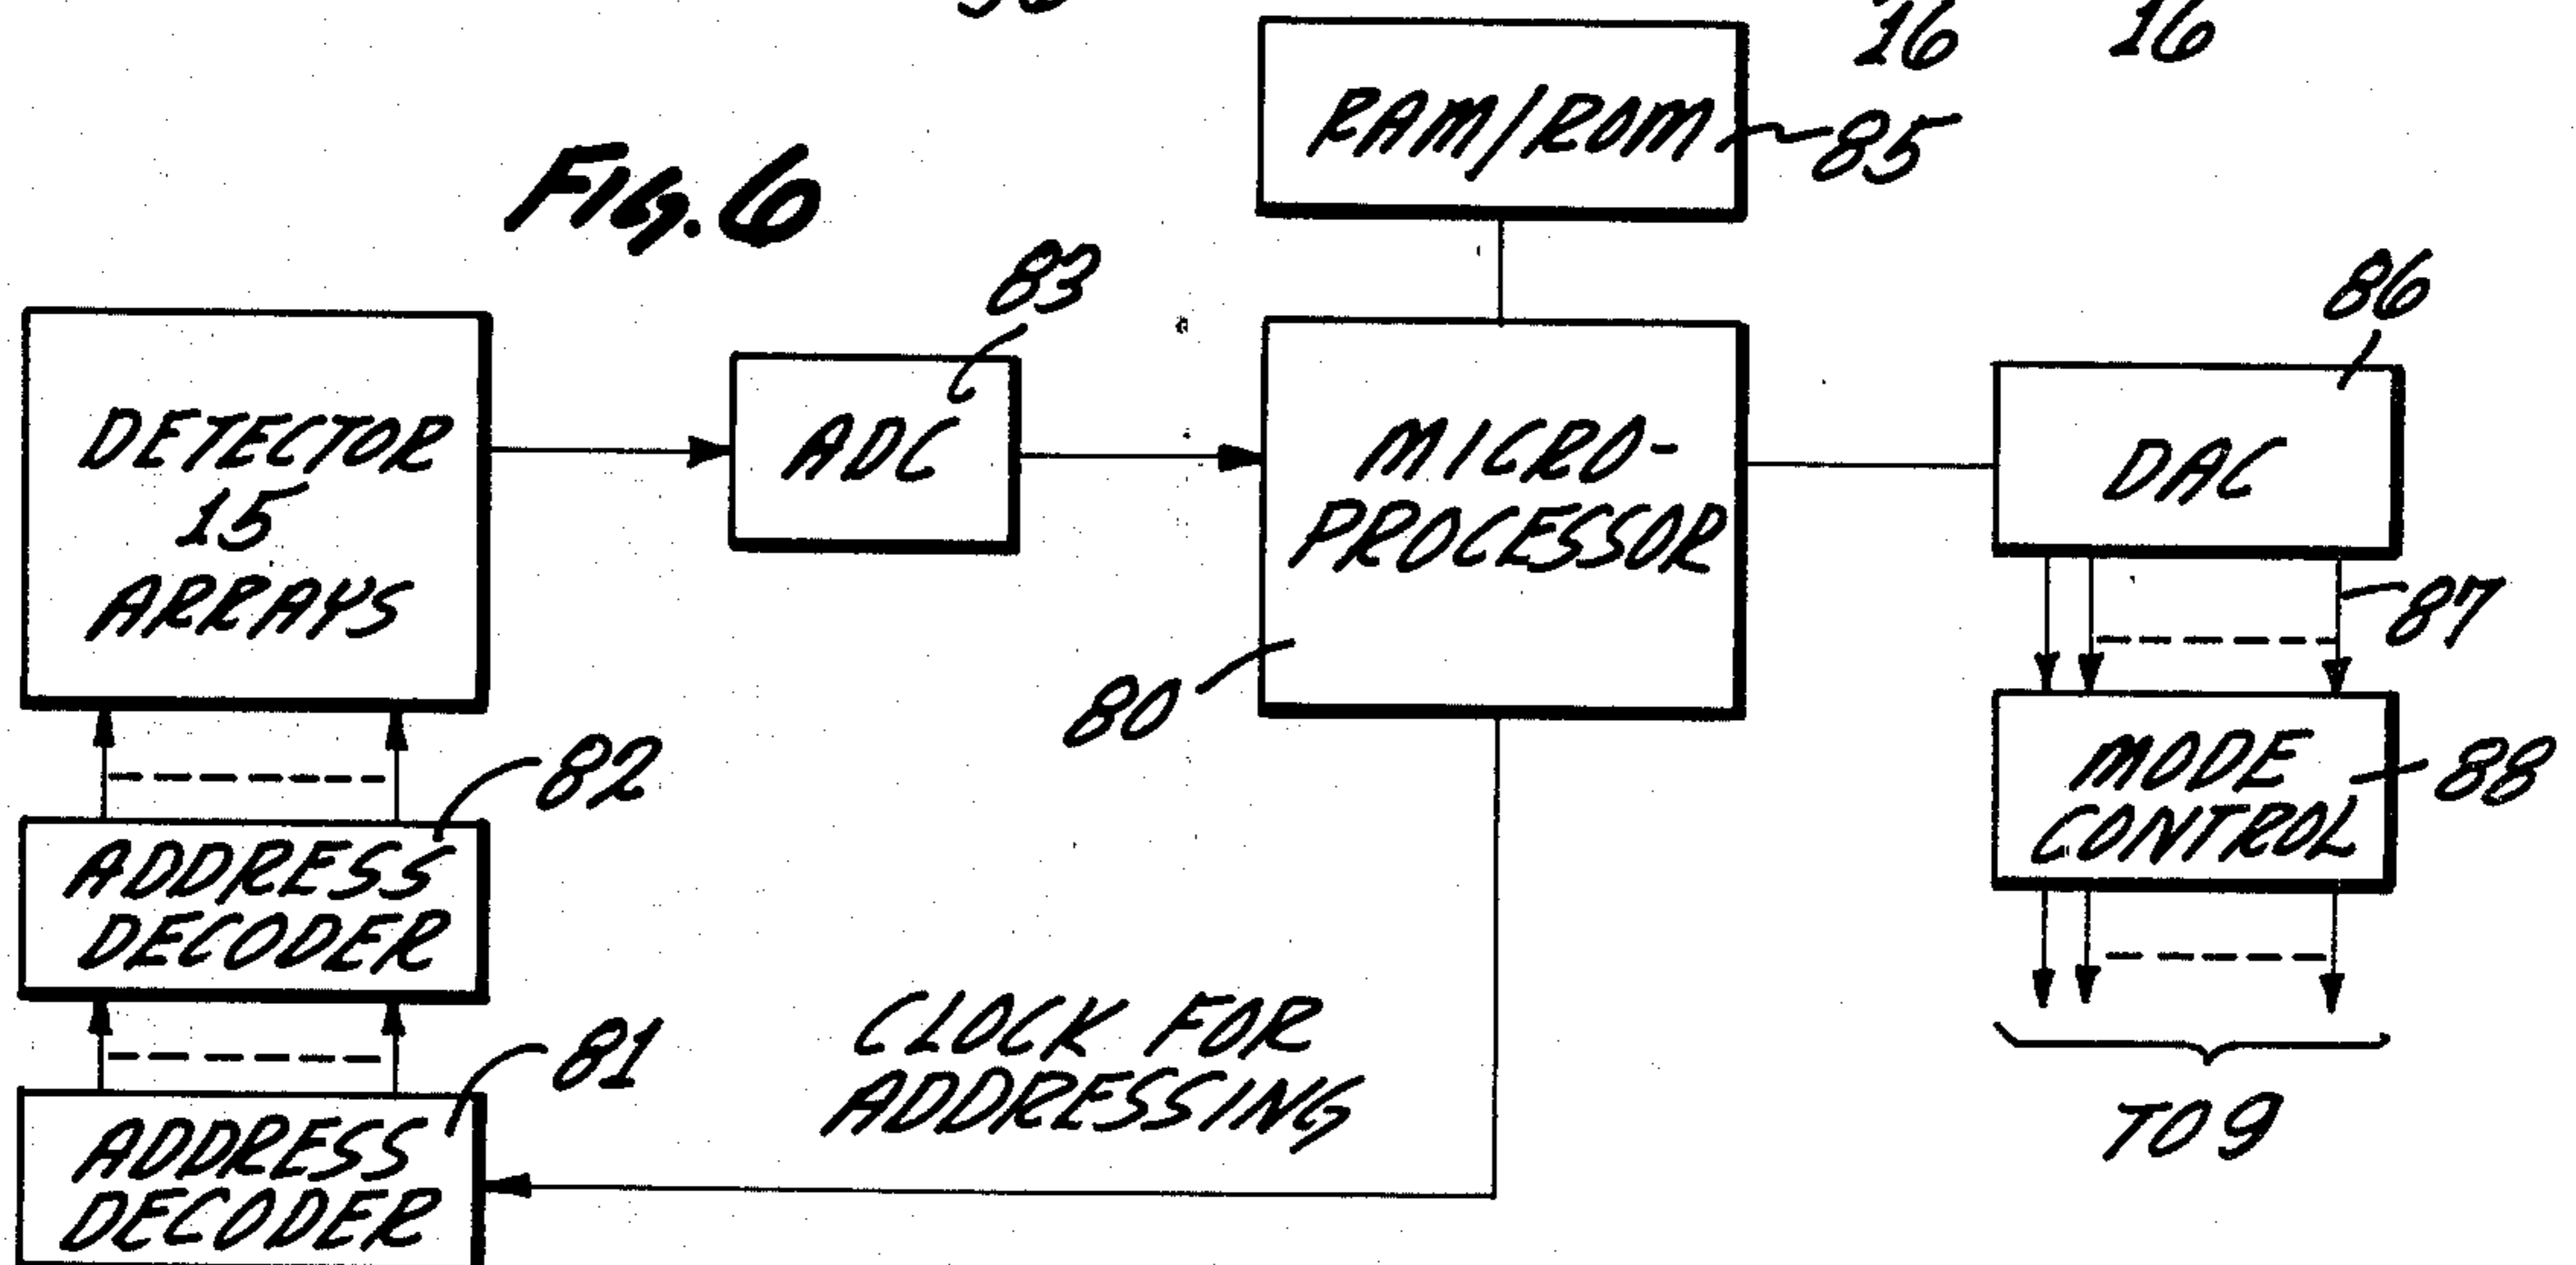 16 16
RAM/ROM 85
FIG. 6
83
86
DETECTOR
15
ARRAYS
ADC
MICRO-
PROCESSOR
80
DAC
87
MODE
CONTROL
88
82
ADDRESS
DECODER
81
ADDRESS
DECODER
CLOCK FOR
ADDRESSING
TO 9